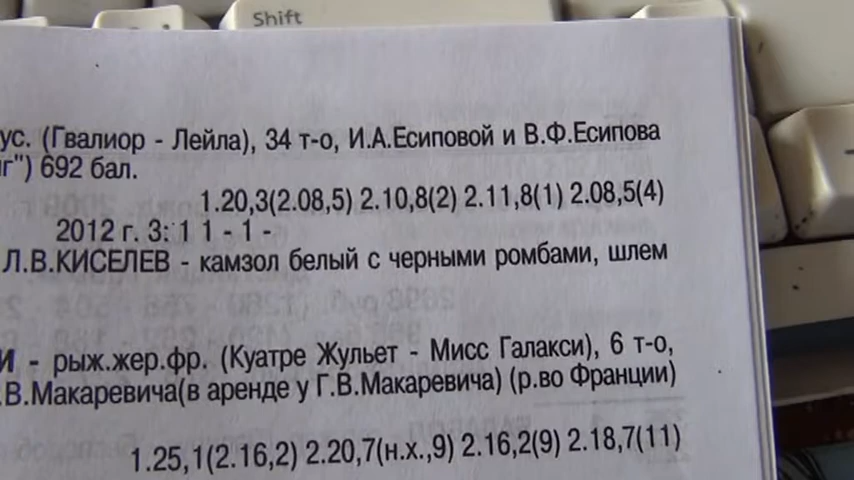 Shift
ус. (Гвалиор - Лейла), 34 т-о, И.А.Есиповой и В.Ф.Есипова
г") 692 бал.
1.20,3(2.08,5) 2.10,8(2) 2.11,8(1) 2.08,5(4)
2012 г. 3: 1 1 - 1 -
Л.В.КИСЕЛЕВ - камзол белый с черными ромбами, шлем
И - рыж.жер.фр. (Куатре Жульет - Мисс Галакси), 6 т-о,
.В.Макаревича(в аренде у Г.В.Макаревича) (р.во Франции)
1.25,1(2.16,2) 2.20,7(н.х.,9) 2.16,2(9) 2.18,7(11)